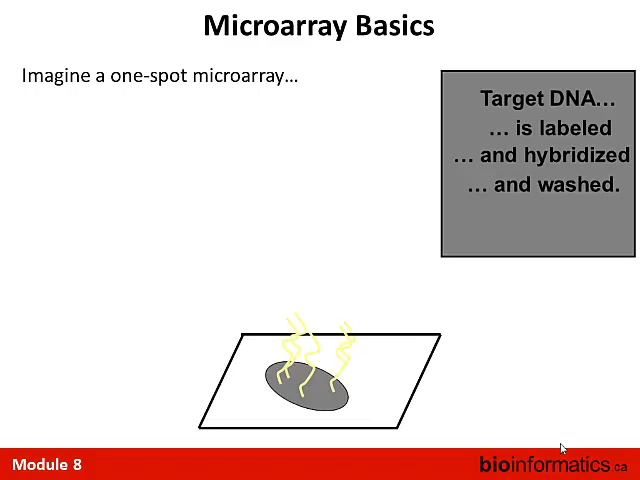 Microarray Basics
Imagine a one-spot microarray…
Target DNA…
… is labeled
… and hybridized
… and washed.
Module 8
bioinformatics.ca